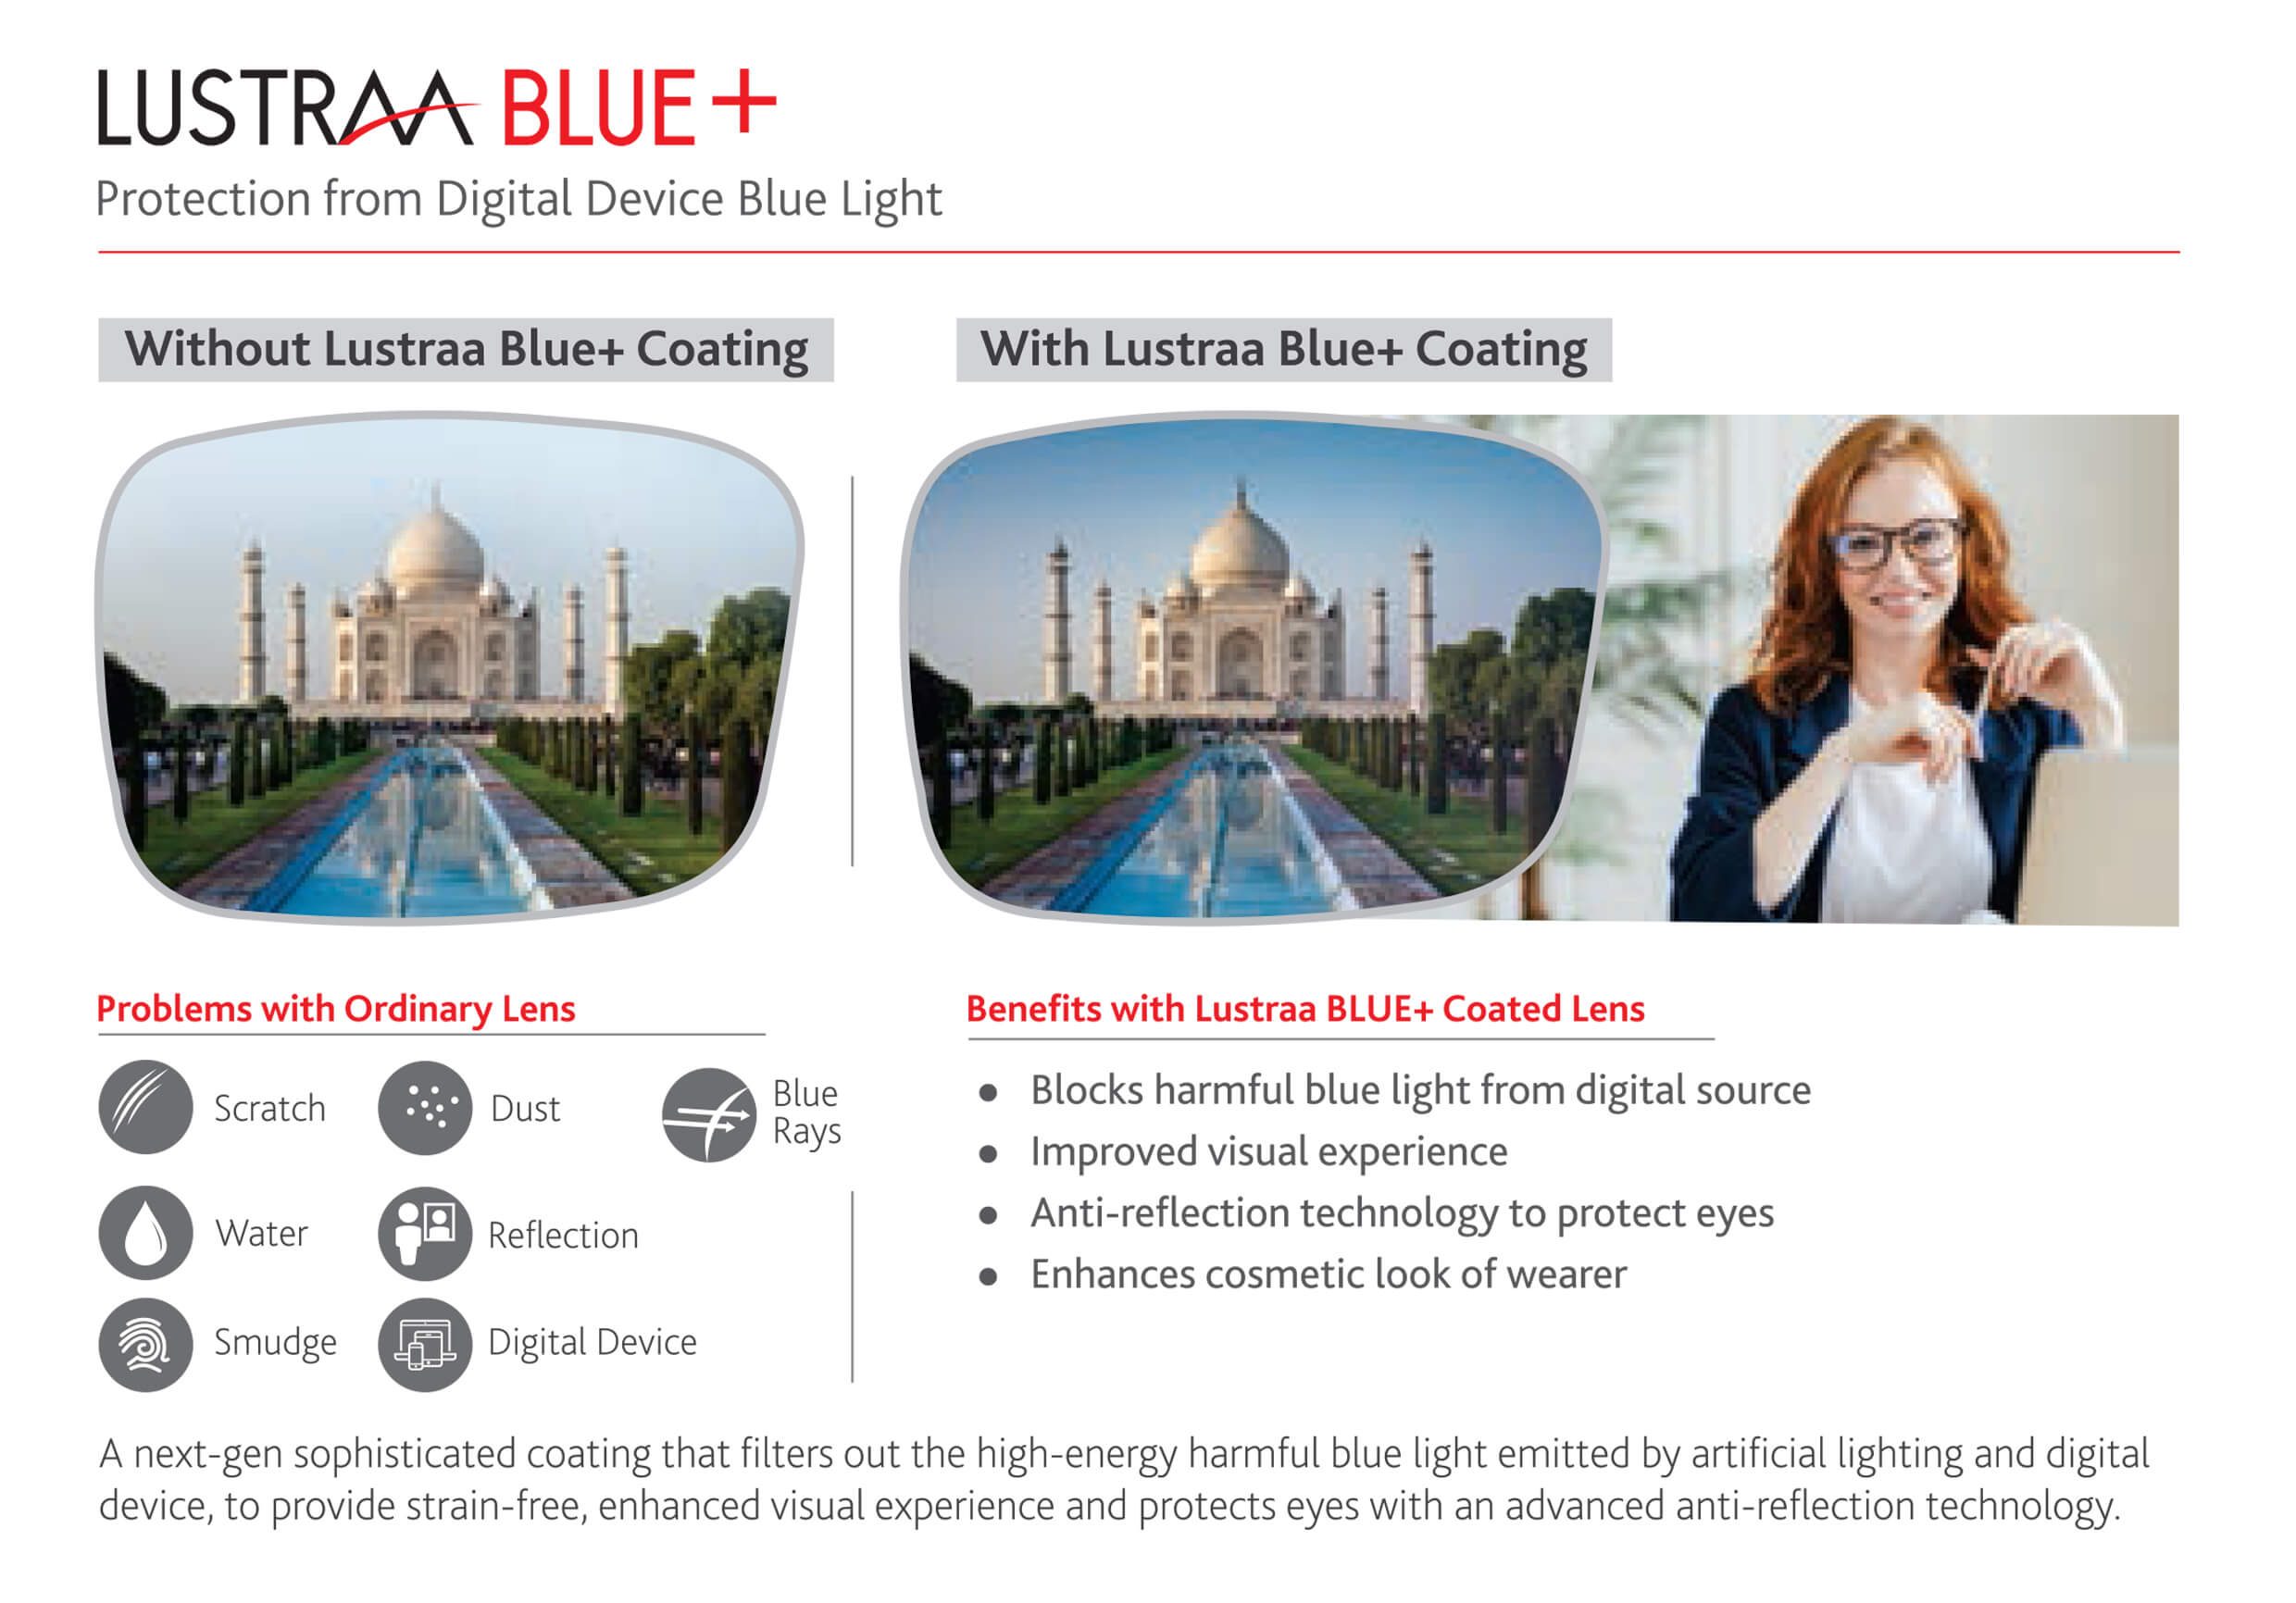 LUSTRAA BLUE+
Protection from Digital Device Blue Light
Without Lustraa Blue+ Coating
With Lustraa Blue+ Coating
Problems with Ordinary Lens
Scratch
Dust
Blue
Rays
Water
Reflection
Smudge
Digital Device
Benefits with Lustraa BLUE+ Coated Lens
● Blocks harmful blue light from digital source
● Improved visual experience
● Anti-reflection technology to protect eyes
● Enhances cosmetic look of wearer
A next-gen sophisticated coating that filters out the high-energy harmful blue light emitted by artificial lighting and digital
device, to provide strain-free, enhanced visual experience and protects eyes with an advanced anti-reflection technology.